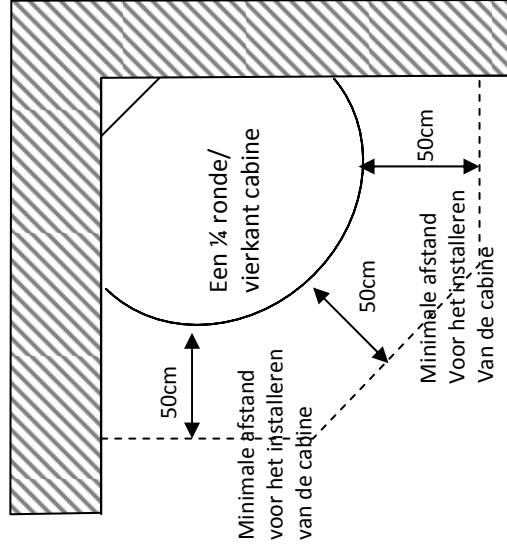 Een ¼ ronde/
vierkant cabine
50cm
50cm
50cm
Minimale afstand
voor het installeren
van de cabine
Minimale afstand
Voor het installeren
Van de cabine